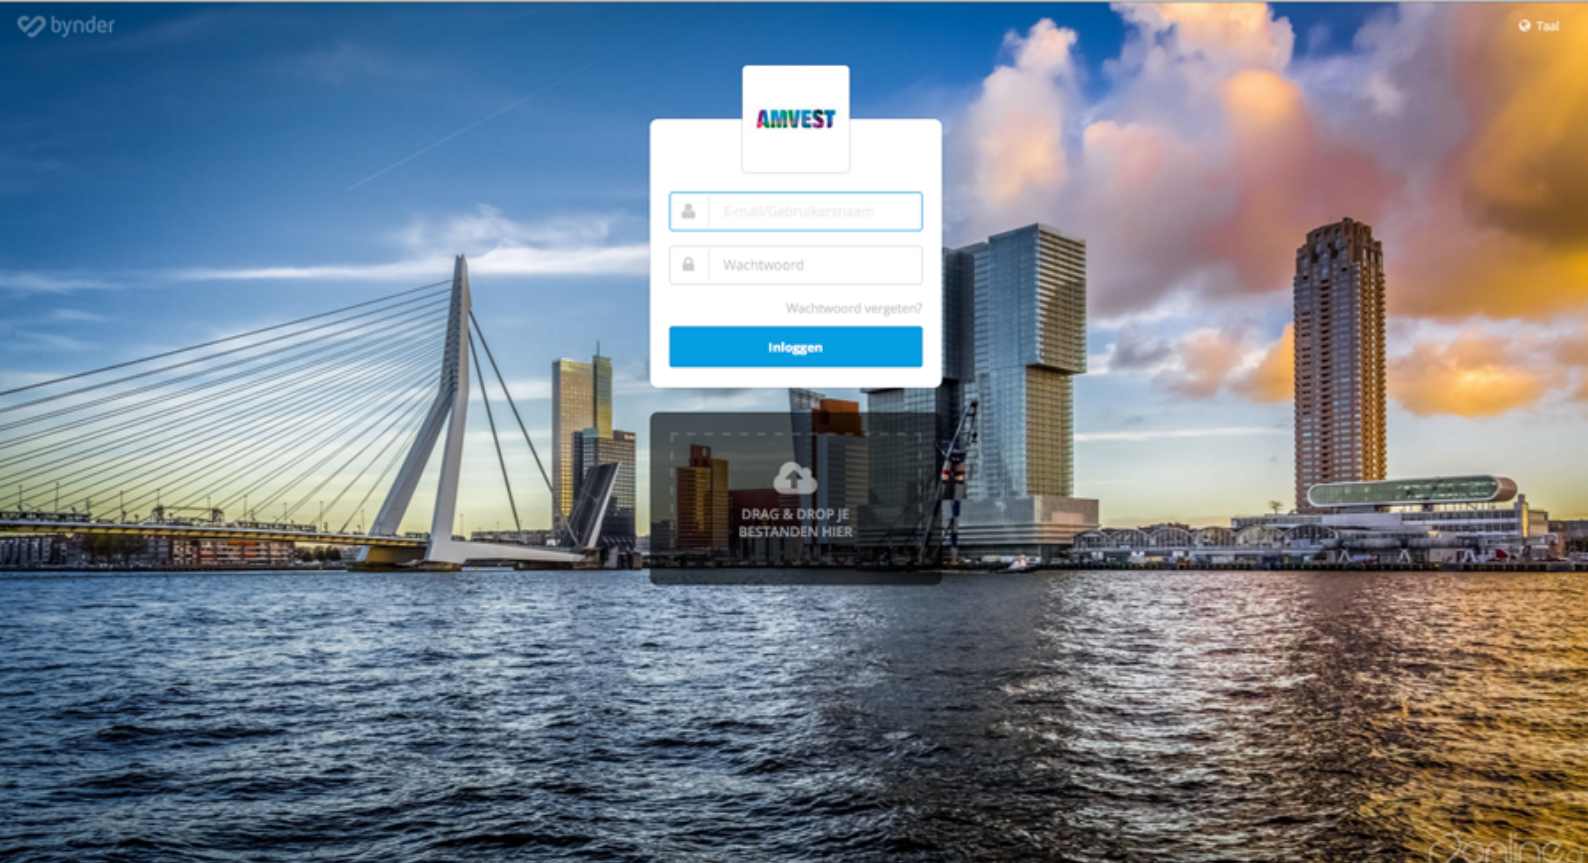 bynder
Taal
AMVEST
E-mail/Gebruikersnaam
Wachtwoord
Wachtwoord vergeten?
Inloggen
DRAG & DROP JE
BESTANDEN HIER